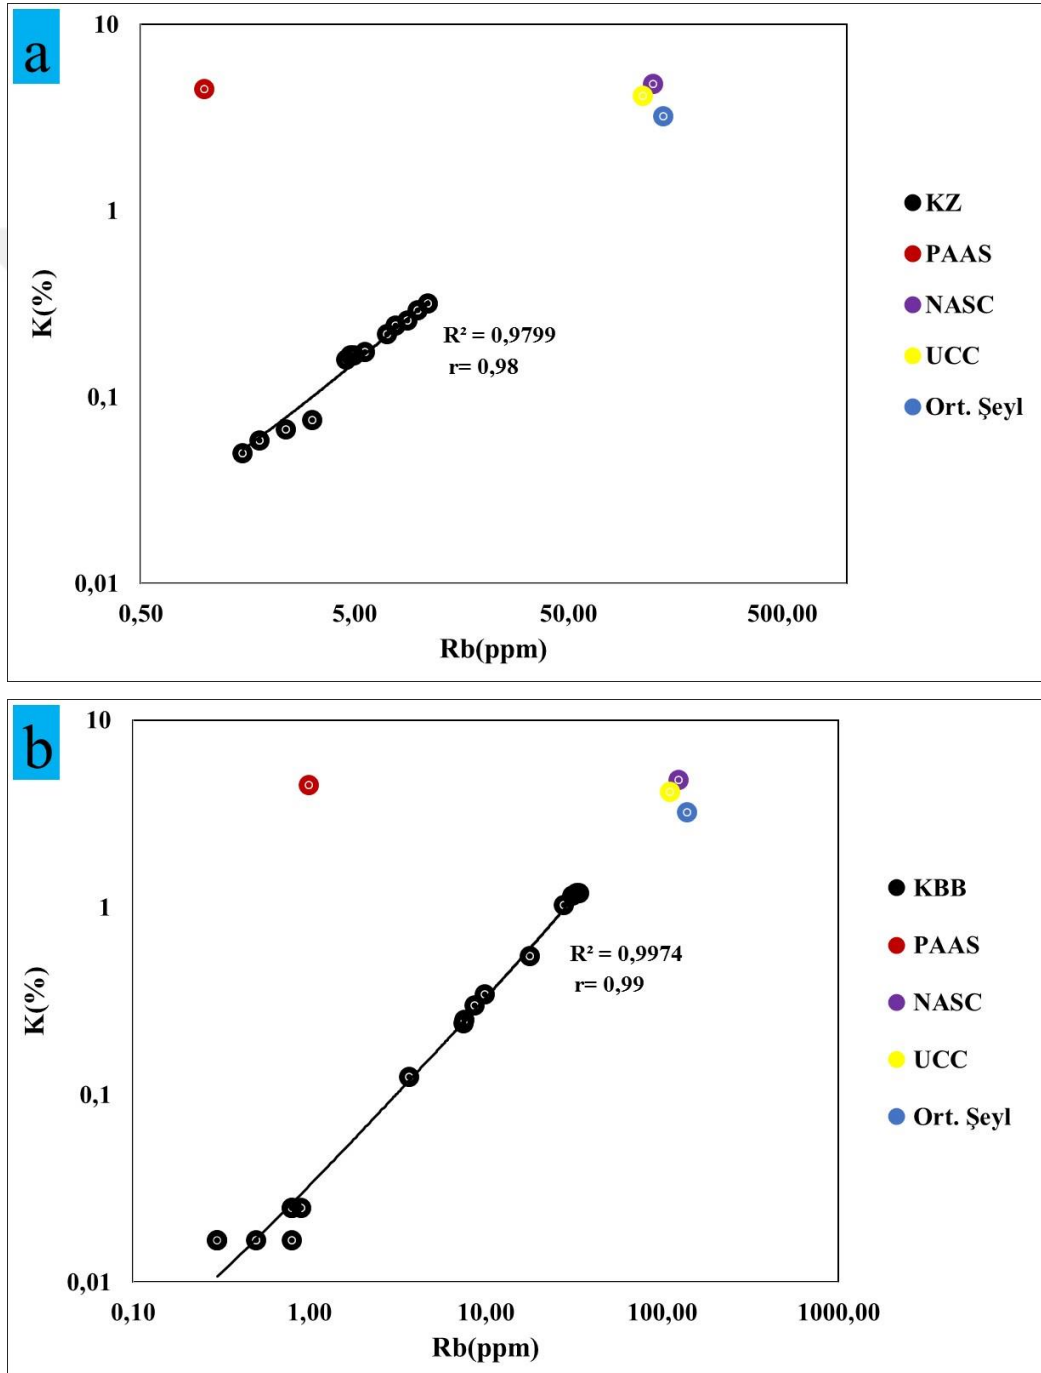 a
10
1
0,1
0,01
K(%)
0,50
5,00
50,00
500,00
Rb(ppm)
R² = 0,9799
r= 0,98
KZ
PAAS
NASC
UCC
Ort. Şeyl
b
10
1
0,1
0,01
K(%)
0,10
1,00
10,00
100,00
1000,00
Rb(ppm)
R² = 0,9974
r= 0,99
KBB
PAAS
NASC
UCC
Ort. Şeyl